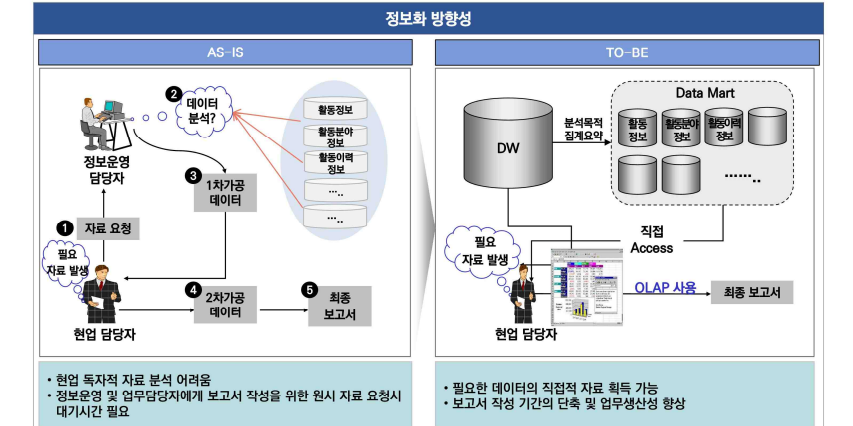 정보화 방향성
AS-IS
❷ 데이터
분석?
활동정보
활동분야
정보
활동이력
정보
….
….
정보운영
담당자
❸ 1차가공
데이터
❶ 자료 요청
필요
자료 발생
현업 담당자
❹ 2차가공
데이터
❺ 최종
보고서
• 현업 독자적 자료 분석 어려움
• 정보운영 및 업무담당자에게 보고서 작성을 위한 원시 자료 요청시
대기시간 필요
TO-BE
DW
분석목적
집계요약
Data Mart
활동
정보
활동분야
정보
활동이력
정보
…….
직접
Access
필요
자료 발생
현업 담당자
OLAP 사용
최종 보고서
• 필요한 데이터의 직접적 자료 획득 가능
• 보고서 작성 기간의 단축 및 업무생산성 향상